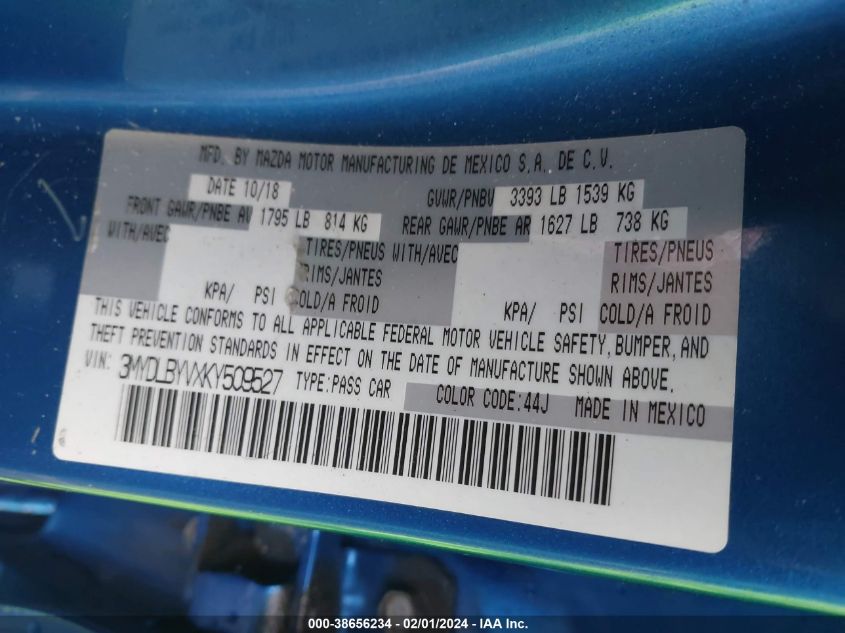 MFD. BY MAZDA MOTOR MANUFACTURING DE MEXICO S.A. DE C.V.
DATE 10/18 GVWR/PNBV 3393 LB 1539 KG
FRONT GAWR/PNBE AV 1795 LB 814 KG REAR GAWR/PNBE AR 1627 LB 738 KG
WITH/AVEC TIRES/PNEUS WITH/AVEC TIRES/PNEUS
RIMS/JANTES RIMS/JANTES
KPA/ PSI COLD/A FROID KPA/ PSI COLD/A FROID
THIS VEHICLE CONFORMS TO ALL APPLICABLE FEDERAL MOTOR VEHICLE SAFETY, BUMPER, AND
THEFT PREVENTION STANDARDS IN EFFECT ON THE DATE OF MANUFACTURE SHOWN ABOVE.
VIN: 3MYDLBYVXKY509527 TYPE:PASS CAR COLOR CODE:44J MADE IN MEXICO
000-38656234 - 02/01/2024 - IAA Inc.